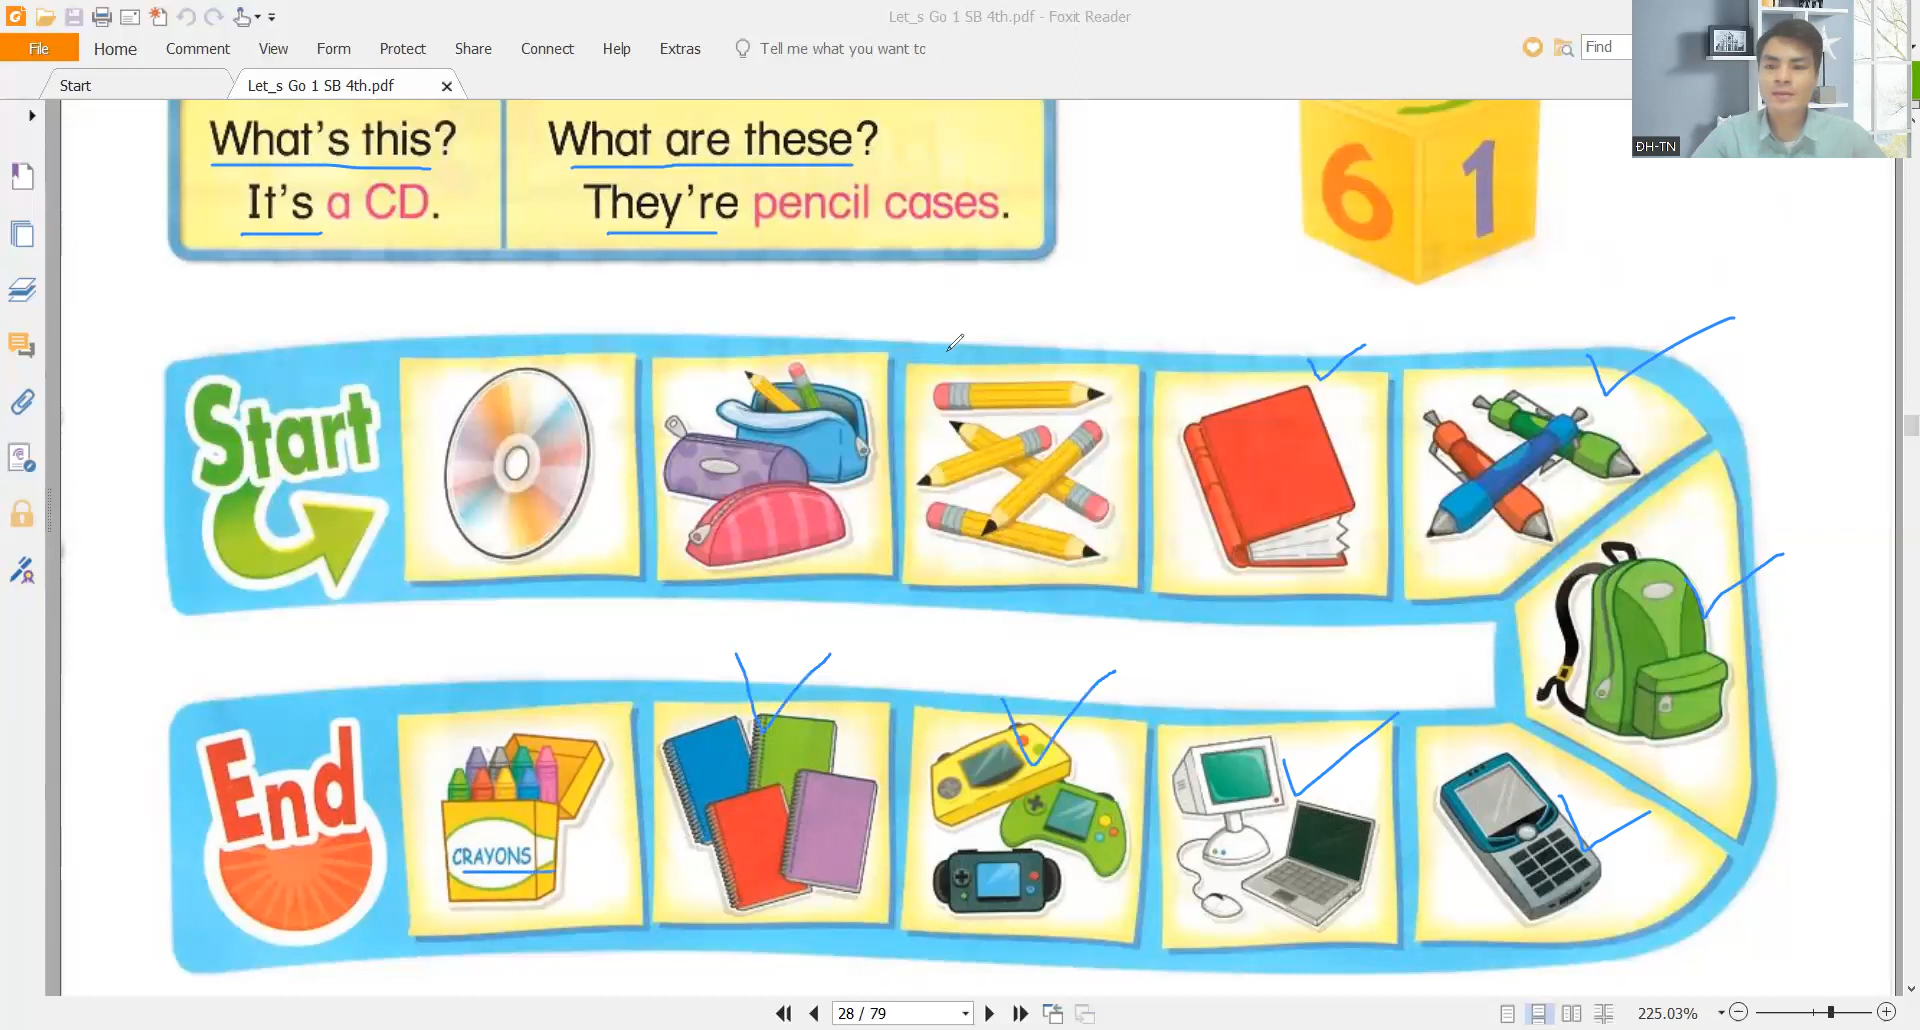 Let_s Go 1 SB 4th.pdf - Foxit Reader
File Home Comment View Form Protect Share Connect Help Extras Tell me what you want to Find
Start Let_s Go 1 SB 4th.pdf
ĐH-TN
What's this? What are these?
It's a CD. They're pencil cases.
6 1
Start
End
CRAYONS
28 / 79 225.03%